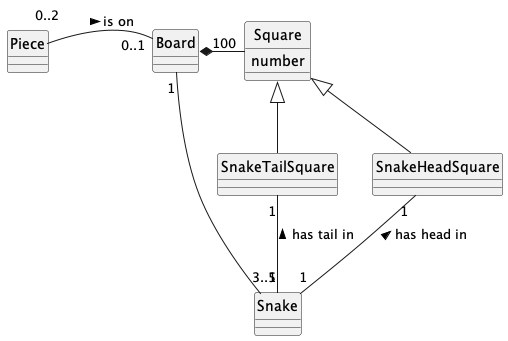 0..2
► is on
Piece
Board
0..1
100
Square
number
1
SnakeTailSquare
SnakeHeadSquare
1
1
has tail in
has head in
3..5
1
1
Snake